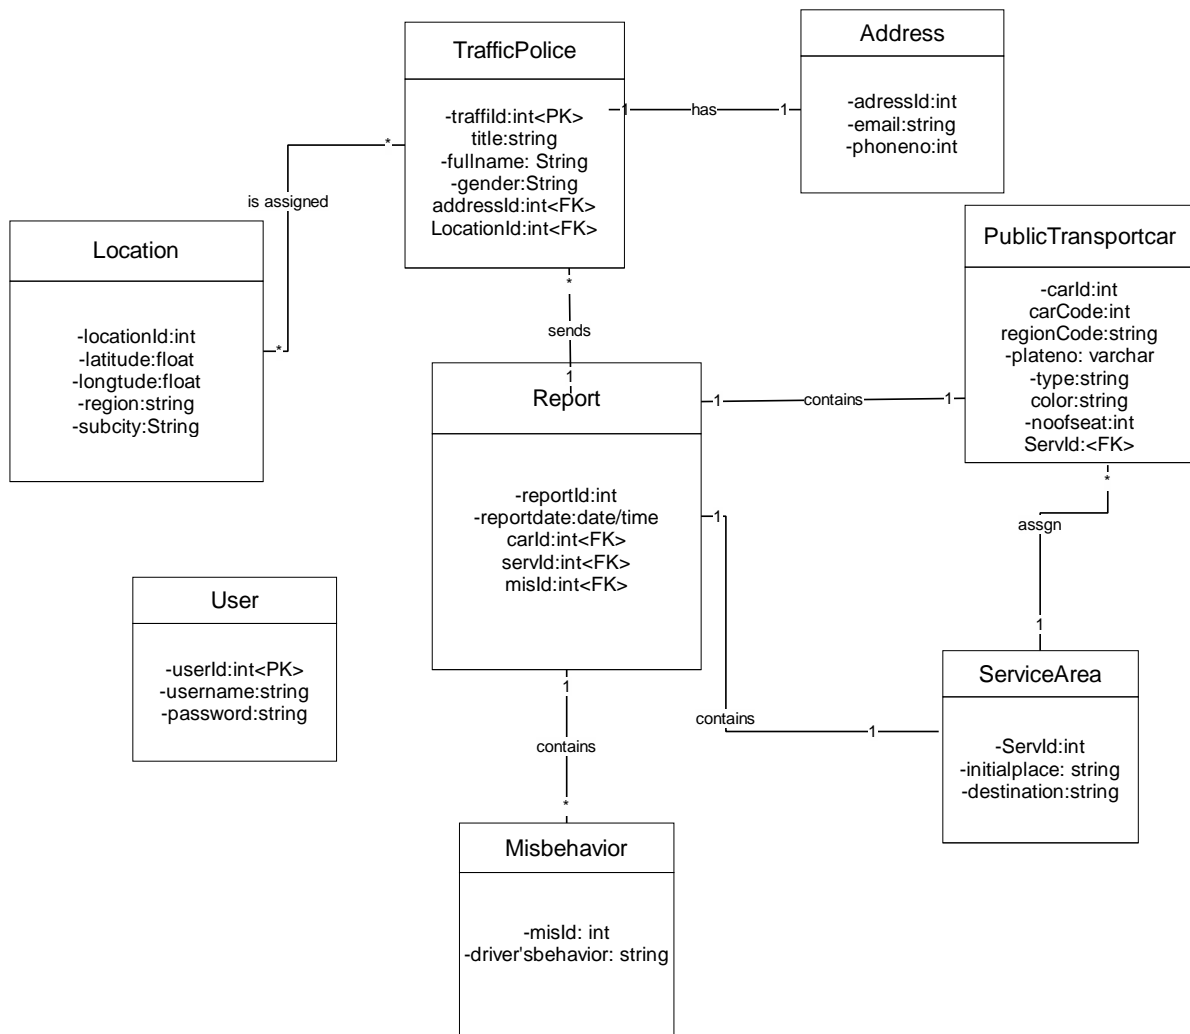 TrafficPolice
-traffiId:int<PK>
title:string
-fullname: String
-gender:String
addressId:int<FK>
LocationId:int<FK>
1
has
1
Address
-adressId:int
-email:string
-phoneno:int
*
is assigned
*
Location
-locationId:int
-latitude:float
-longtude:float
-region:string
-subcity:String
PublicTransportcar
-carId:int
carCode:int
regionCode:string
-plateno: varchar
-type:string
color:string
-noofseat:int
ServId:<FK>
*
sends
1
Report
-reportId:int
-reportdate:date/time
carId:int<FK>
servId:int<FK>
misId:int<FK>
1
contains
1
*
assgn
1
1
contains
1
User
-userId:int<PK>
-username:string
-password:string
ServiceArea
-ServId:int
-initialplace: string
-destination:string
1
contains
*
Misbehavior
-misId: int
-driver'sbehavior: string